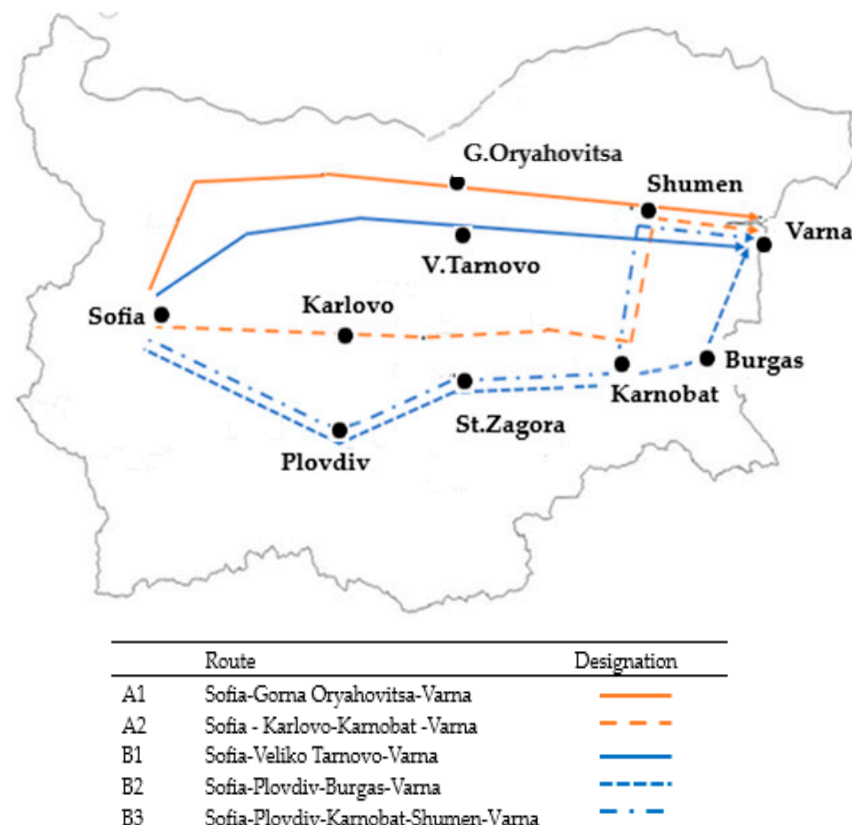 G.Oryahovitsa
Shumen
Varna
V.Tarnovo
Karlovo
Sofia
Burgas
Karnobat
St.Zagora
Plovdiv
Route Designation
A1 Sofia-Gorna Oryahovitsa-Varna
A2 Sofia - Karlovo-Karnobat -Varna
B1 Sofia-Veliko Tarnovo-Varna
B2 Sofia-Plovdiv-Burgas-Varna
B3 Sofia-Plovdiv-Karnobat-Shumen-Varna